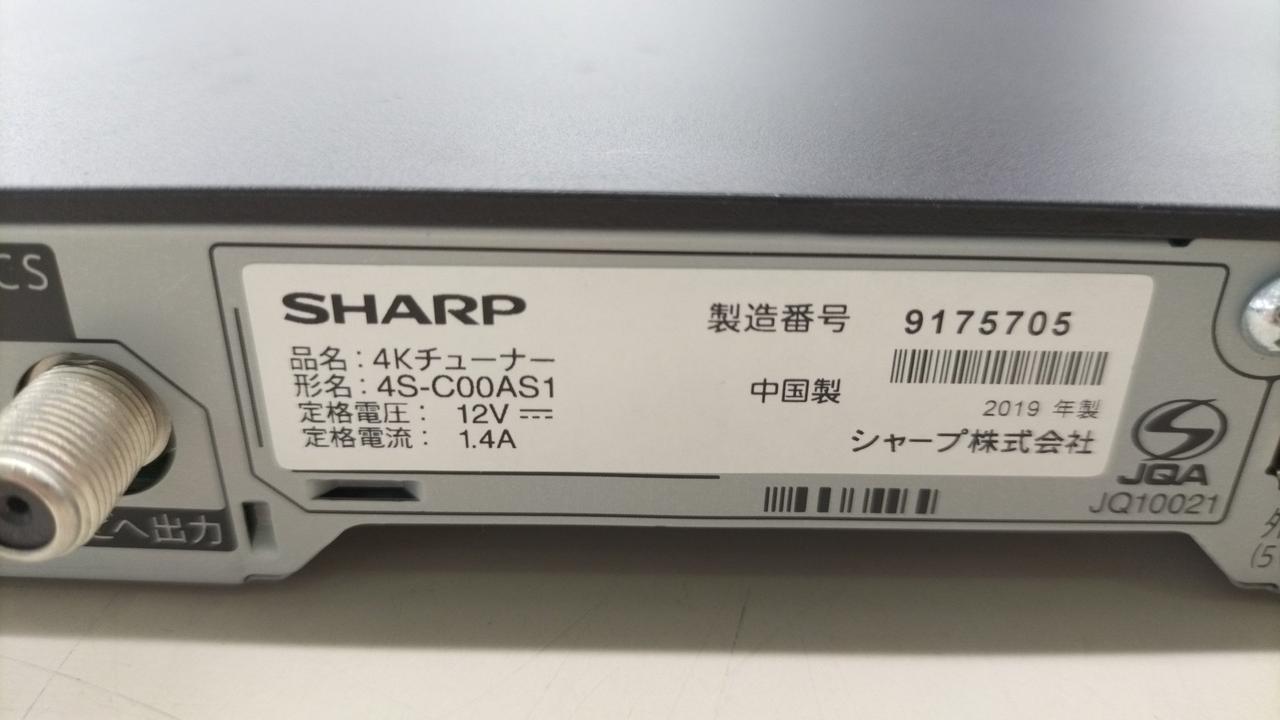 CS
SHARP
品名：4Kチューナー
形名：4S-C00AS1
定格電圧： 12V
定格電流： 1.4A
製造番号 9175705
中国製
2019 年製
シャープ株式会社
JQA
JQ10021
へ出力
(5